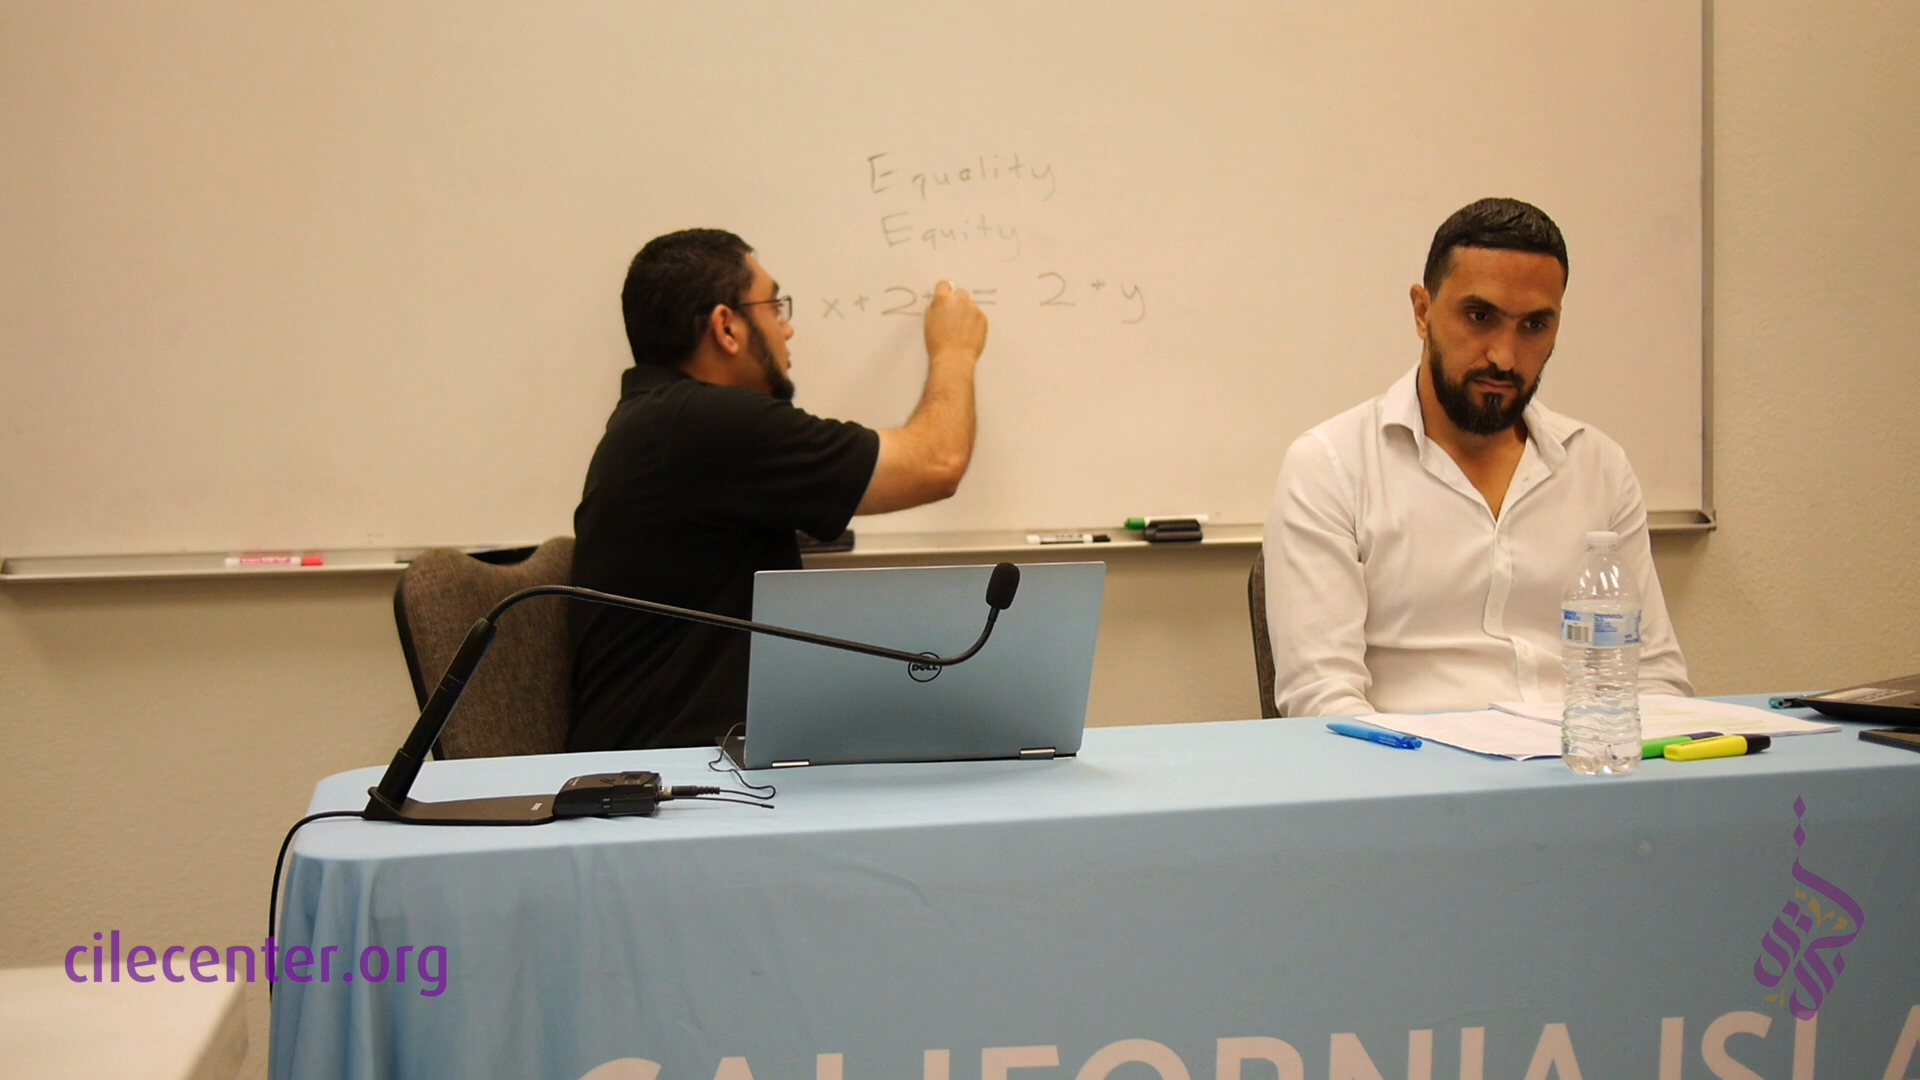 Equality
Equity
x + 2 + = 2 + y
DELL
cilecenter.org
CALIFORNIA ISLA